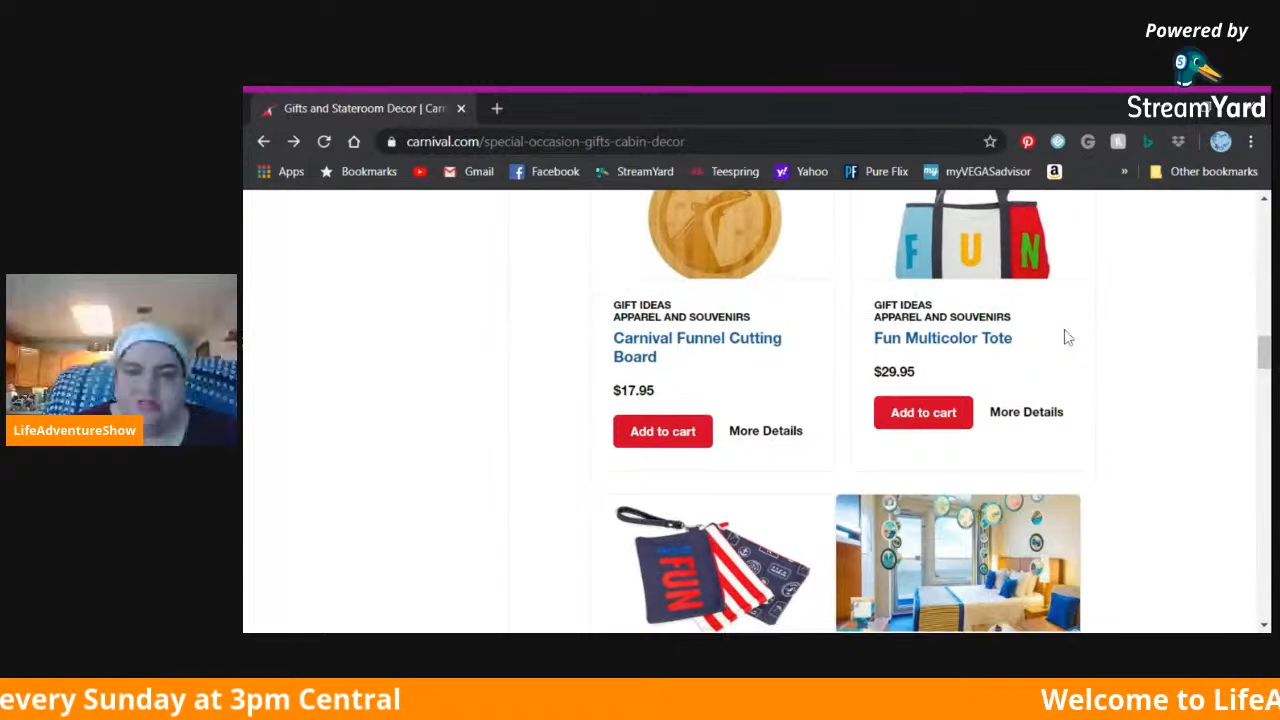 Powered by
S
StreamYard
Gifts and Stateroom Decor | Carn
carnival.com/special-occasion-gifts-cabin-decor
Apps
Bookmarks
Gmail
Facebook
StreamYard
Teespring
Yahoo
PF Pure Flix
my myVEGASadvisor
a
»
Other bookmarks
FUN
GIFT IDEAS
APPAREL AND SOUVENIRS
Carnival Funnel Cutting
Board
$17.95
Add to cart
More Details
GIFT IDEAS
APPAREL AND SOUVENIRS
Fun Multicolor Tote
$29.95
Add to cart
More Details
FUN
LifeAdventureShow
every Sunday at 3pm Central
Welcome to LifeA